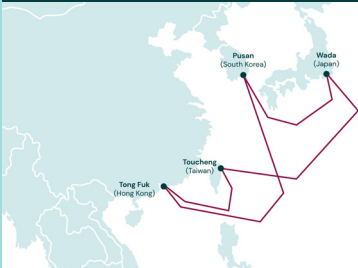 Pusan
(South Korea)
Wada
(Japan)
Toucheng
(Taiwan)
Tong Fuk
(Hong Kong)